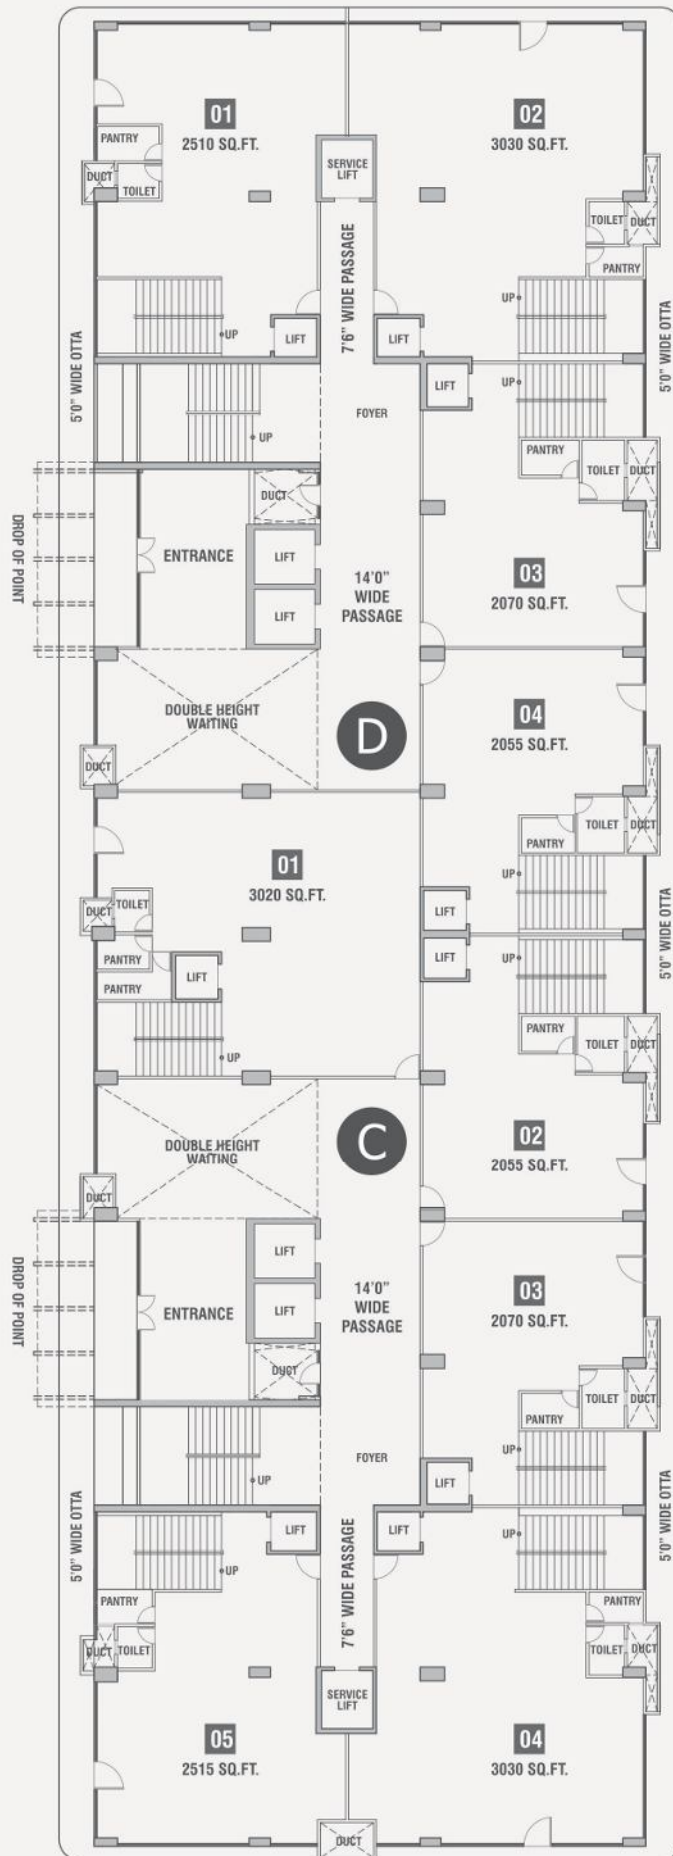 01
2510 SQ.FT.
02
3030 SQ.FT.
PANTRY
DUCT
TOILET
SERVICE
LIFT
TOILET
DUCT
PANTRY
7'6" WIDE PASSAGE
UP
UP
LIFT
LIFT
5'0" WIDE OTTA
5'0" WIDE OTTA
LIFT
UP
FOYER
UP
PANTRY
TOILET
DUCT
DUCT
DROP OF POINT
ENTRANCE
LIFT
LIFT
14'0"
WIDE
PASSAGE
03
2070 SQ.FT.
DOUBLE HEIGHT
WAITING
D
04
2055 SQ.FT.
DUCT
TOILET
DUCT
PANTRY
01
3020 SQ.FT.
UP
DUCT
TOILET
LIFT
5'0" WIDE OTTA
PANTRY
PANTRY
LIFT
LIFT
UP
UP
PANTRY
TOILET
DUCT
DOUBLE HEIGHT
WAITING
C
02
2055 SQ.FT.
DUCT
LIFT
LIFT
DROP OF POINT
ENTRANCE
14'0"
WIDE
PASSAGE
03
2070 SQ.FT.
DUCT
TOILET
DUCT
PANTRY
UP
FOYER
UP
LIFT
5'0" WIDE OTTA
5'0" WIDE OTTA
LIFT
LIFT
UP
UP
7'6" WIDE PASSAGE
PANTRY
PANTRY
DUCT
TOILET
TOILET
DUCT
SERVICE
LIFT
05
2515 SQ.FT.
04
3030 SQ.FT.
DUCT